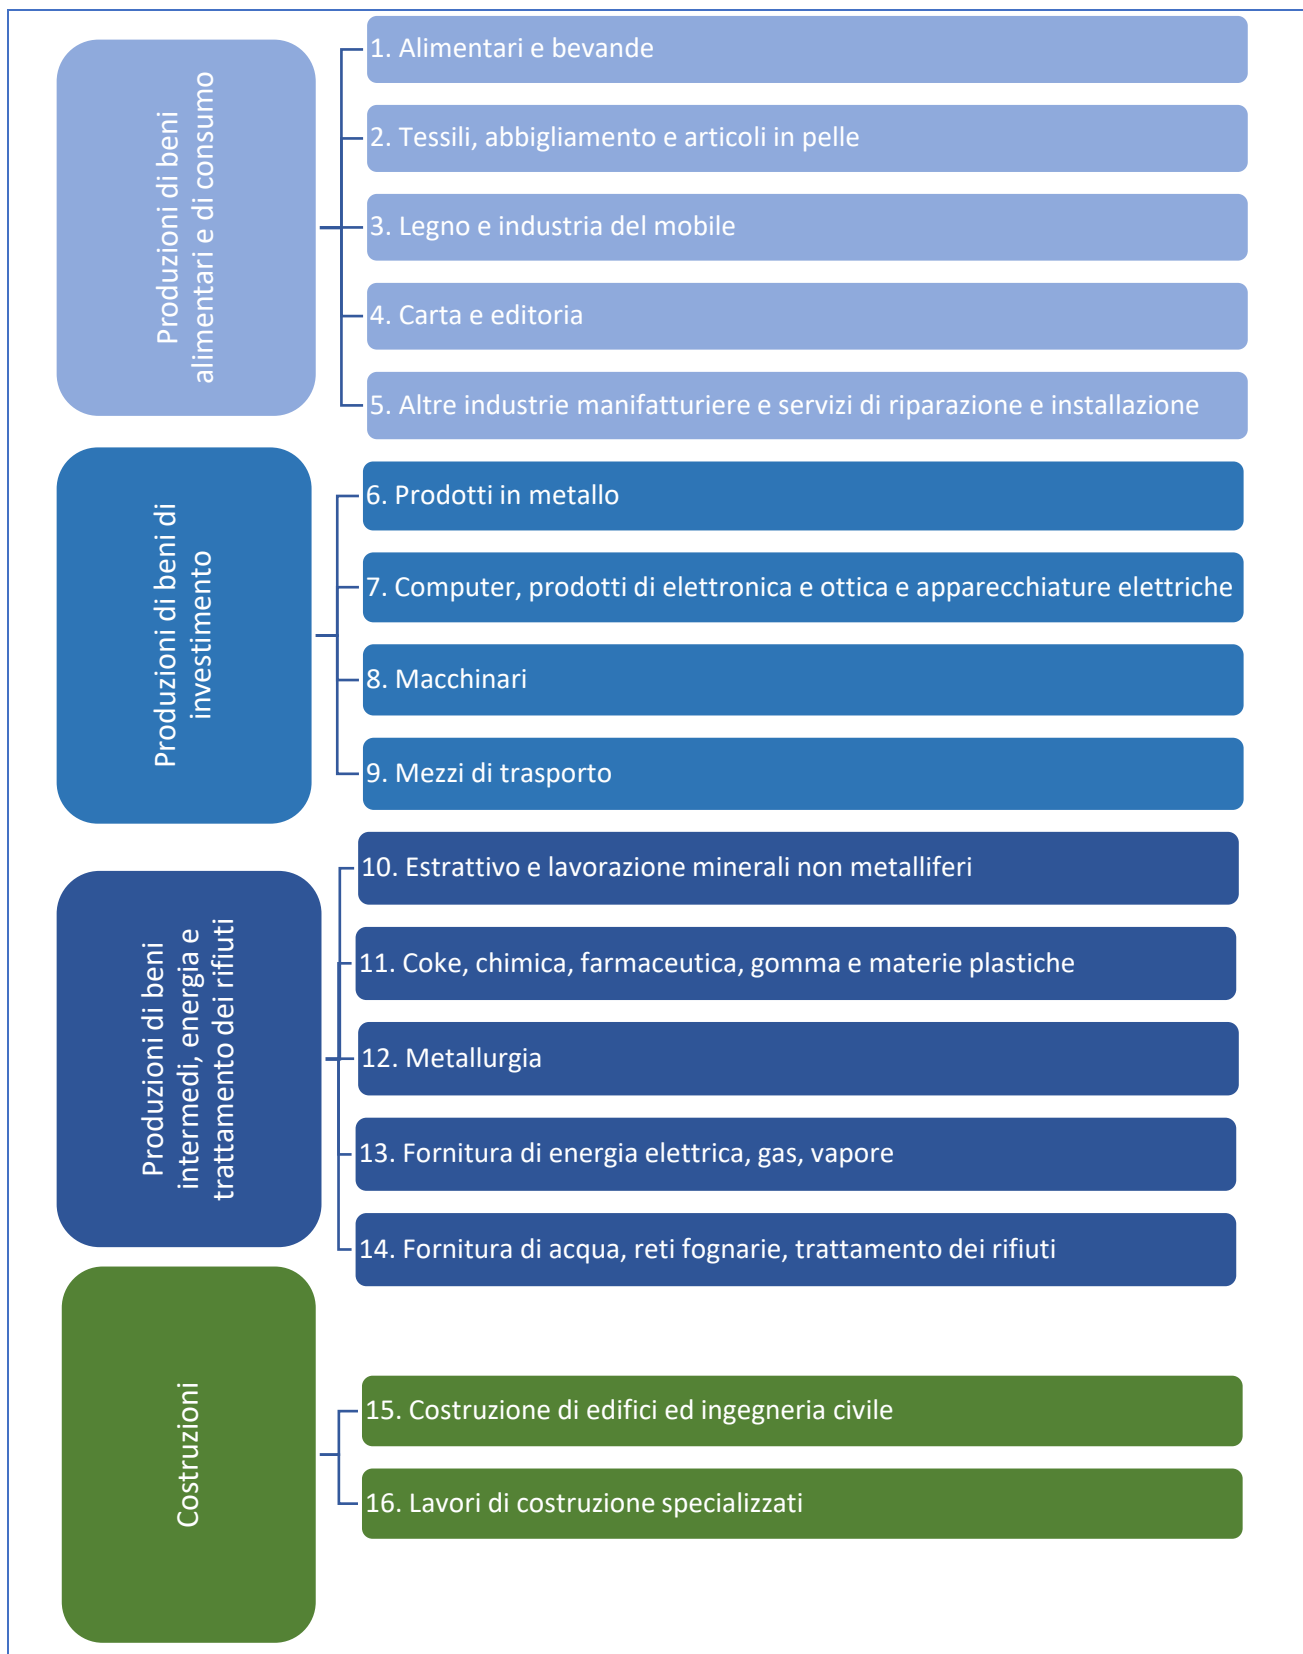 Produzioni di beni
alimentari e di consumo
1. Alimentari e bevande
2. Tessili, abbigliamento e articoli in pelle
3. Legno e industria del mobile
4. Carta e editoria
5. Altre industrie manifatturiere e servizi di riparazione e installazione
Produzioni di beni di
investimento
6. Prodotti in metallo
7. Computer, prodotti di elettronica e ottica e apparecchiature elettriche
8. Macchinari
9. Mezzi di trasporto
Produzioni di beni
intermedi, energia e
trattamento dei rifiuti
10. Estrattivo e lavorazione minerali non metalliferi
11. Coke, chimica, farmaceutica, gomma e materie plastiche
12. Metallurgia
13. Fornitura di energia elettrica, gas, vapore
14. Fornitura di acqua, reti fognarie, trattamento dei rifiuti
Costruzioni
15. Costruzione di edifici ed ingegneria civile
16. Lavori di costruzione specializzati